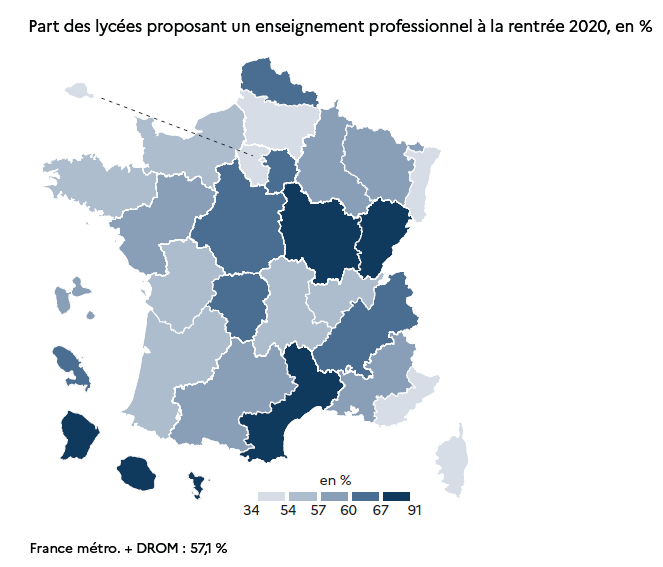 Part des lycées proposant un enseignement professionnel à la rentrée 2020, en %
en %
34 54 57 60 67 91
France métro. + DROM : 57,1 %